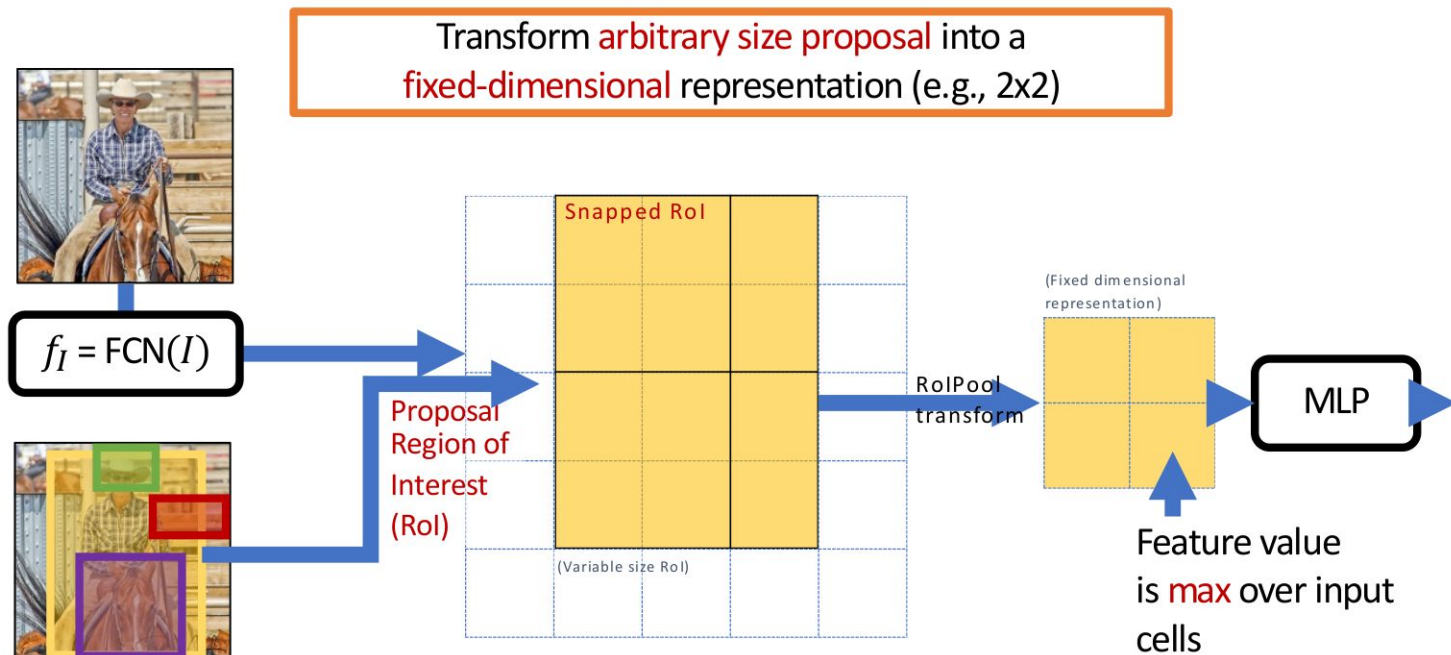 Transform arbitrary size proposal into a
fixed-dimensional representation (e.g., 2x2)
f_I = FCN(I)
Snapped RoI
Proposal
Region of
Interest
(RoI)
(Variable size RoI)
RoIPool
transform
(Fixed dimensional
representation)
MLP
Feature value
is max over input
cells